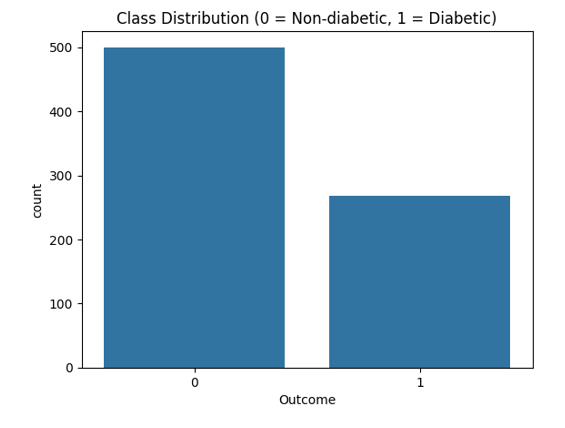 Class Distribution (0 = Non-diabetic, 1 = Diabetic)
500
400
300
200
100
0
count
0 1
Outcome